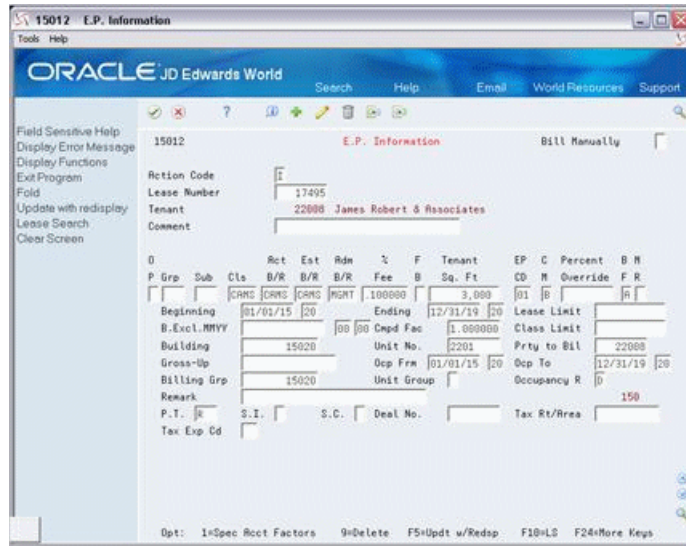 15012 E.P. Information
Tools Help
ORACLE JD Edwards World
Search Help Email World Resources Support
Field Sensitive Help
Display Error Message
Display Functions
Exit Program
Fold
Update with redisplay
Lease Search
Clear Screen
15012 E.P. Information Bill Manually
Action Code I
Lease Number 17495
Tenant 22008 James Robert & Associates
Comment
O Act Est Adm % F Tenant EP C Percent B M
P Grp Sub Cls B/R B/R B/R Fee B Sq. Ft CD M Override F R
CAMS CAMS CAMS MGMT .100000 3,000 01 B A
Beginning 01/01/15 20 Ending 12/31/19 20 Lease Limit
B.Excl.MMYY 00 00 Cmpd Fac 1.000000 Class Limit
Building 15020 Unit No. 2201 Prty to Bil 22008
Gross-Up Ocp Frm 01/01/15 20 Ocp To 12/31/19 20
Billing Grp 15020 Unit Group Occupancy R D
Remark 150
P.T. R S.I. S.C. Deal No. Tax Rt/Area
Tax Exp Cd
Opt: 1=Spec Acct Factors 9=Delete F5=Updt w/Redsp F10=LS F24=More Keys